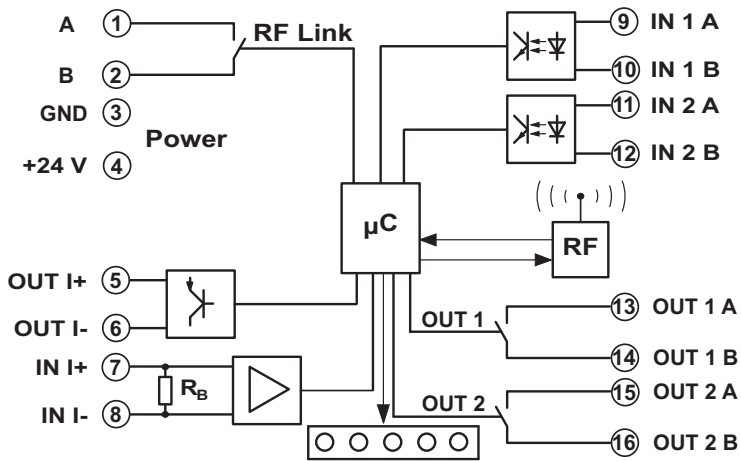 A 1
RF Link
B 2
GND 3
Power
+24 V 4
OUT I+ 5
OUT I- 6
IN I+ 7
RB
IN I- 8
µC
RF
9 IN 1 A
10 IN 1 B
11 IN 2 A
12 IN 2 B
OUT 1
13 OUT 1 A
14 OUT 1 B
OUT 2
15 OUT 2 A
16 OUT 2 B